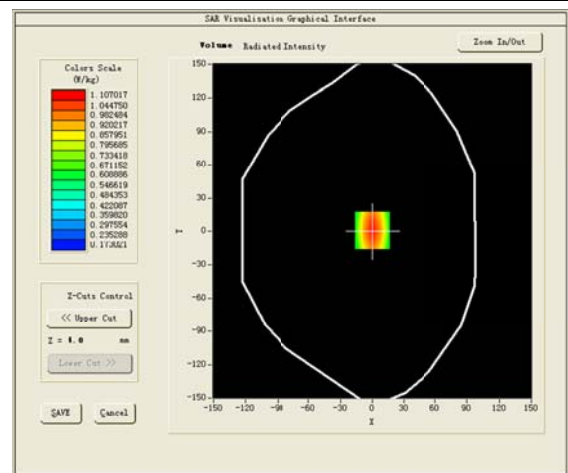 SAR Visualisation Graphical Interface
Volume Radiated Intensity
Zoom In/Out
Colors Scale
(W/kg)
1.107017
1.044750
0.982484
0.920217
0.857951
0.795685
0.733418
0.671152
0.608886
0.546619
0.484353
0.422087
0.359820
0.297554
0.235288
0.173021
Z-Cuts Control
<< Upper Cut
Z = 4.0 mm
Lower Cut >>
SAVE Cancel
150
120
90
60
30
0
-30
-60
-90
-120
-150
Y
-150 -120 -90 -60 -30 0 30 60 90 120 150
X